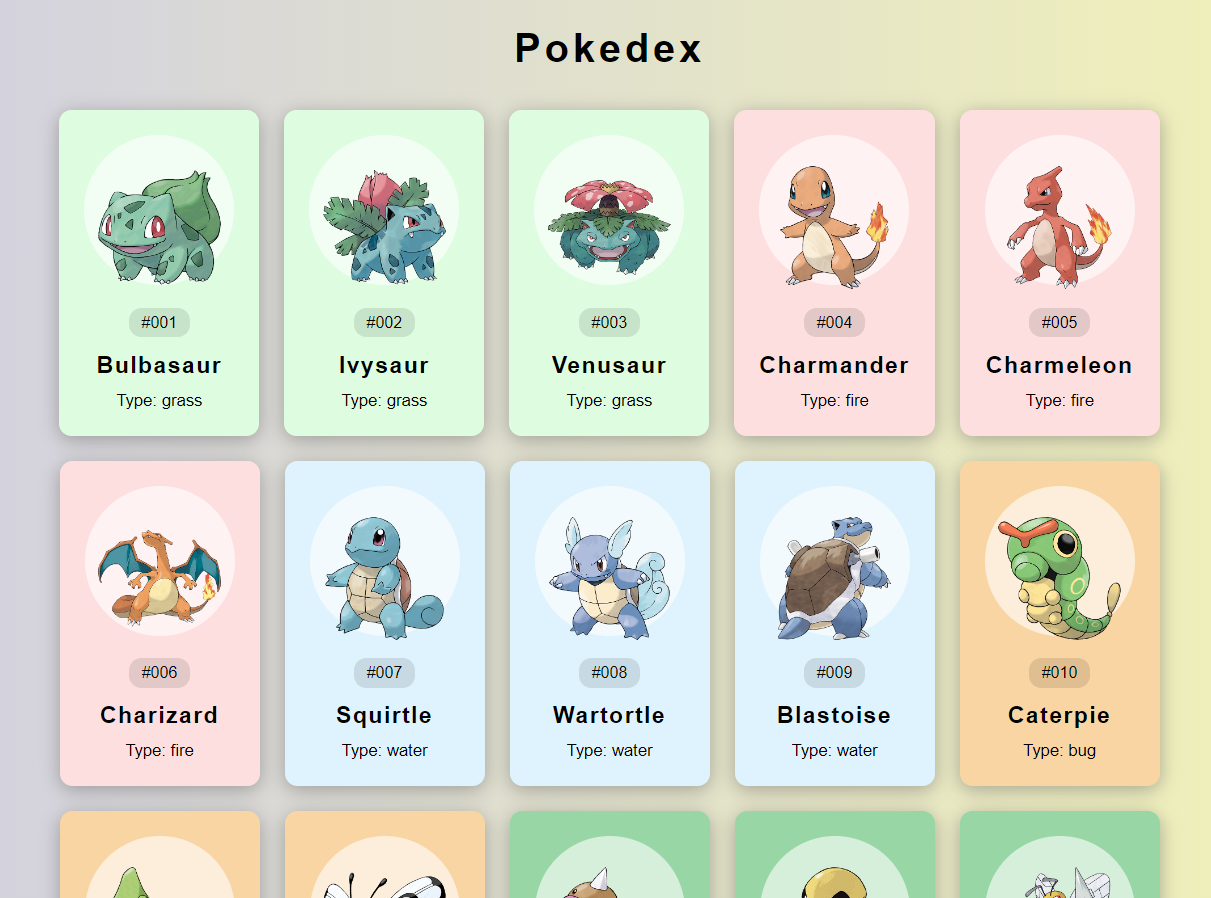 Pokedex
#001
Bulbasaur
Type: grass
#002
Ivysaur
Type: grass
#003
Venusaur
Type: grass
#004
Charmander
Type: fire
#005
Charmeleon
Type: fire
#006
Charizard
Type: fire
#007
Squirtle
Type: water
#008
Wartortle
Type: water
#009
Blastoise
Type: water
#010
Caterpie
Type: bug